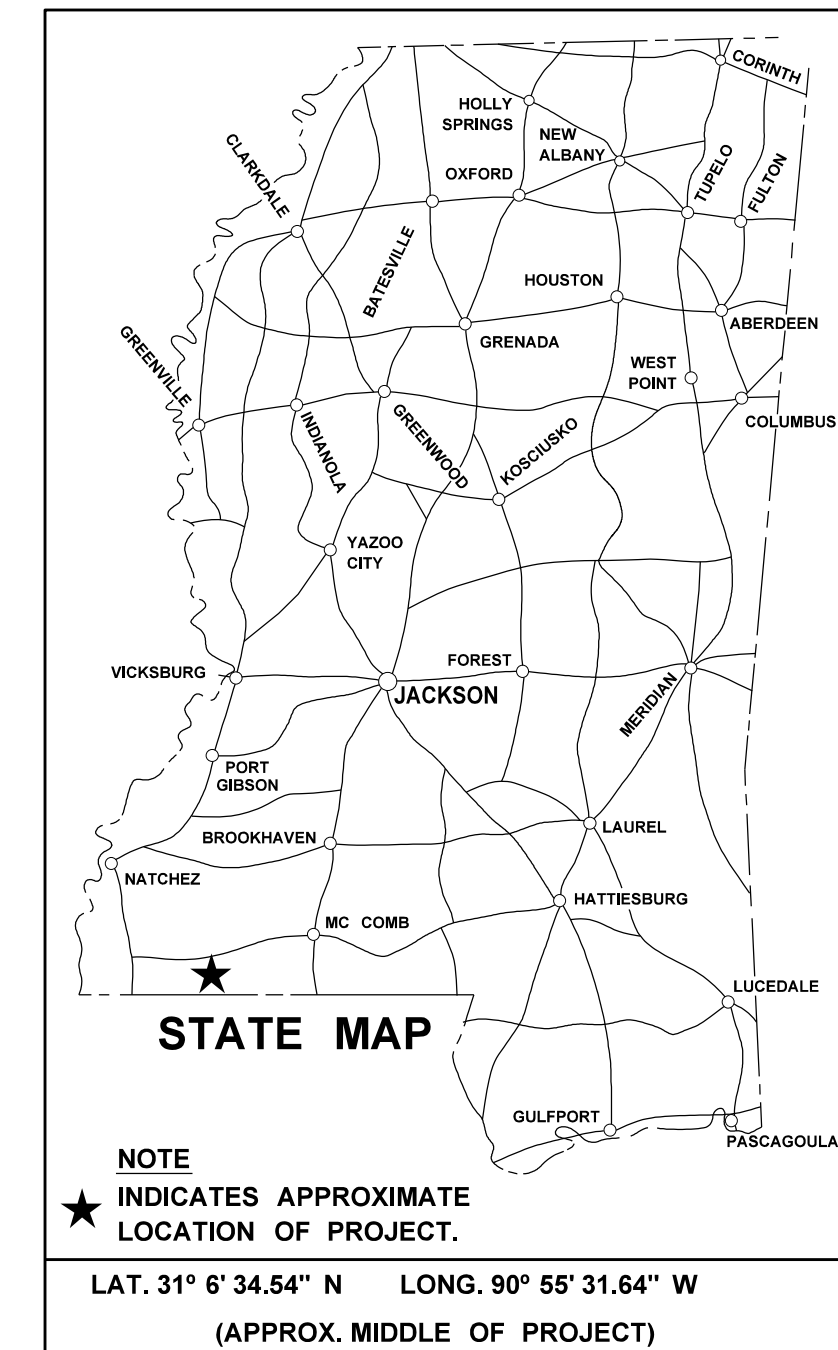 CORINTH
HOLLY
SPRINGS
NEW
ALBANY
CLARKDALE
OXFORD
TUPELO
FULTON
BATESVILLE
HOUSTON
ABERDEEN
GRENADA
GREENVILLE
WEST
POINT
COLUMBUS
INDIANOLA
GREENWOOD
KOSCIUSKO
YAZOO
CITY
VICKSBURG
FOREST
JACKSON
MERIDIAN
PORT
GIBSON
LAUREL
BROOKHAVEN
NATCHEZ
HATTIESBURG
MC COMB
LUCEDALE
STATE MAP
GULFPORT
PASCAGOULA
NOTE
INDICATES APPROXIMATE
LOCATION OF PROJECT.
LAT. 31º 6' 34.54" N LONG. 90º 55' 31.64" W
(APPROX. MIDDLE OF PROJECT)